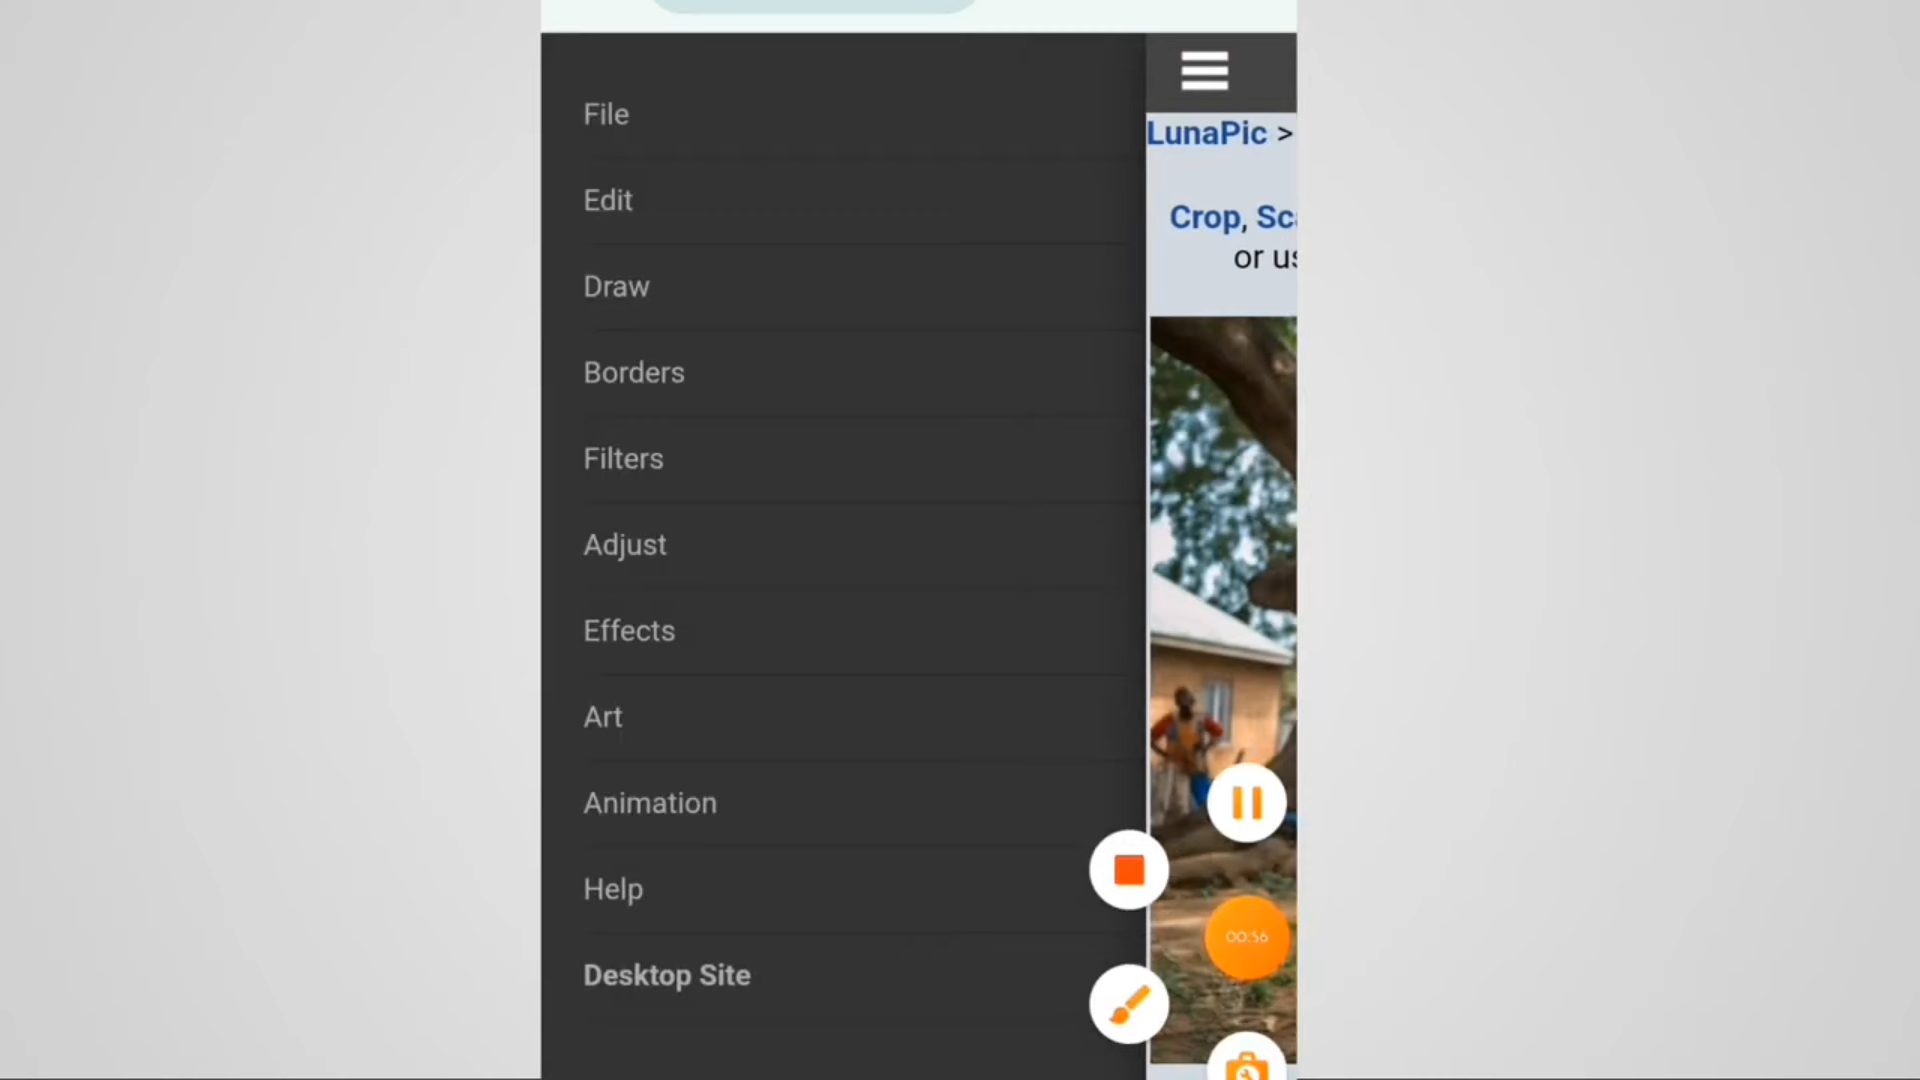 File
Edit
Draw
Borders
Filters
Adjust
Effects
Art
Animation
Help
Desktop Site
LunaPic >
Crop, Sc
or us
00:56